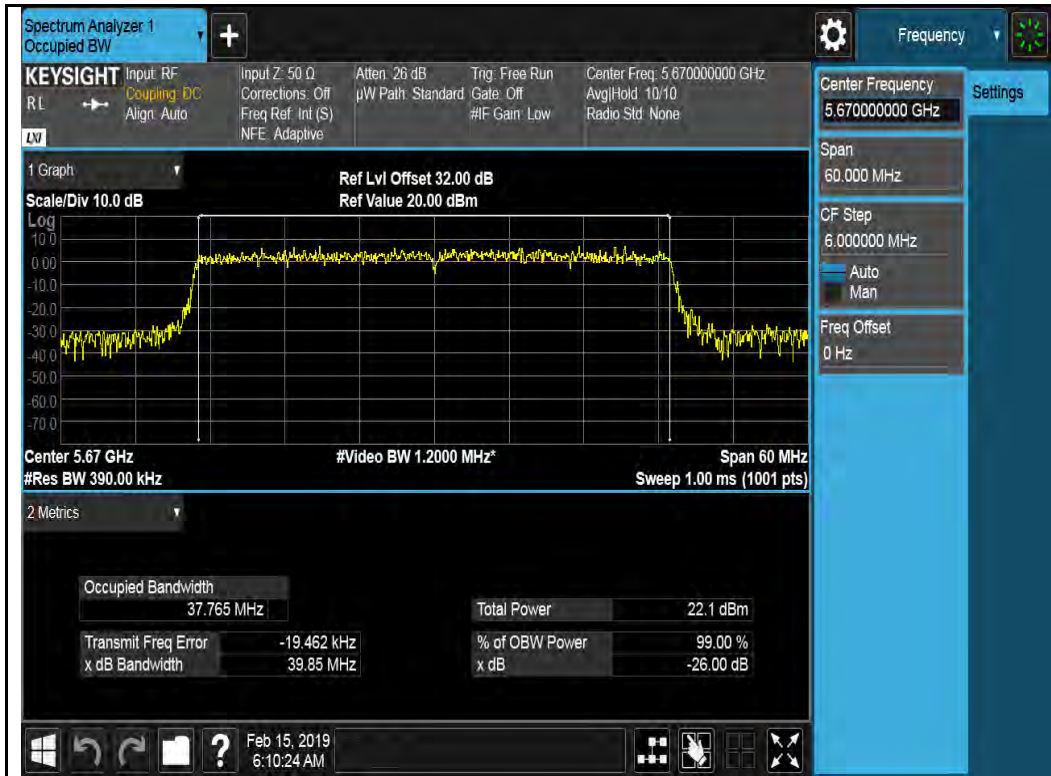 Spectrum Analyzer 1
Occupied BW
+
Frequency
KEYSIGHT
RL
LXI
Input: RF
Coupling: DC
Align: Auto
Input Z: 50 Ω
Corrections: Off
Freq Ref: Int (S)
NFE: Adaptive
Atten: 26 dB
µW Path: Standard
Trig: Free Run
Gate: Off
#IF Gain: Low
Center Freq: 5.670000000 GHz
Avg|Hold: 10/10
Radio Std: None
Center Frequency
5.670000000 GHz
Settings
Span
60.000 MHz
CF Step
6.000000 MHz
Auto
Man
Freq Offset
0 Hz
1 Graph
Scale/Div 10.0 dB
Ref Lvl Offset 32.00 dB
Ref Value 20.00 dBm
Log
10.0
0.00
-10.0
-20.0
-30.0
-40.0
-50.0
-60.0
-70.0
Center 5.67 GHz
#Video BW 1.2000 MHz*
Span 60 MHz
#Res BW 390.00 kHz
Sweep 1.00 ms (1001 pts)
2 Metrics
Occupied Bandwidth
37.765 MHz
Total Power 22.1 dBm
Transmit Freq Error -19.462 kHz
% of OBW Power 99.00 %
x dB Bandwidth 39.85 MHz
x dB -26.00 dB
?
Feb 15, 2019
6:10:24 AM